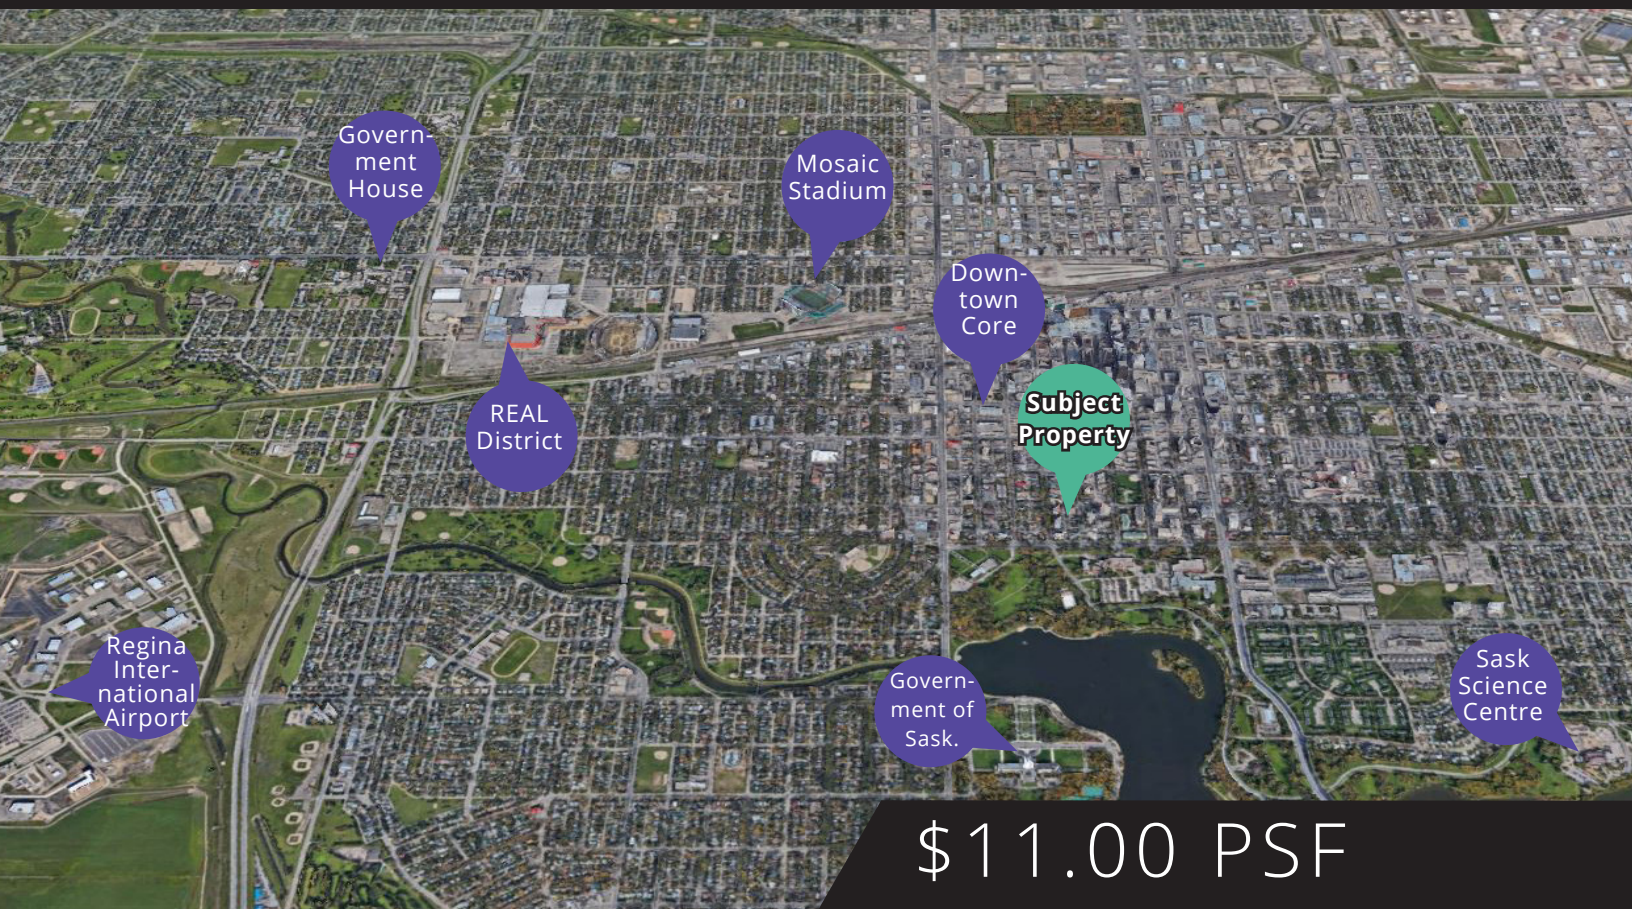 Govern-
ment
House
Mosaic
Stadium
Down-
town
Core
Subject
Property
REAL
District
Regina
Inter-
national
Airport
Govern-
ment of
Sask.
Sask
Science
Centre
$11.00 PSF